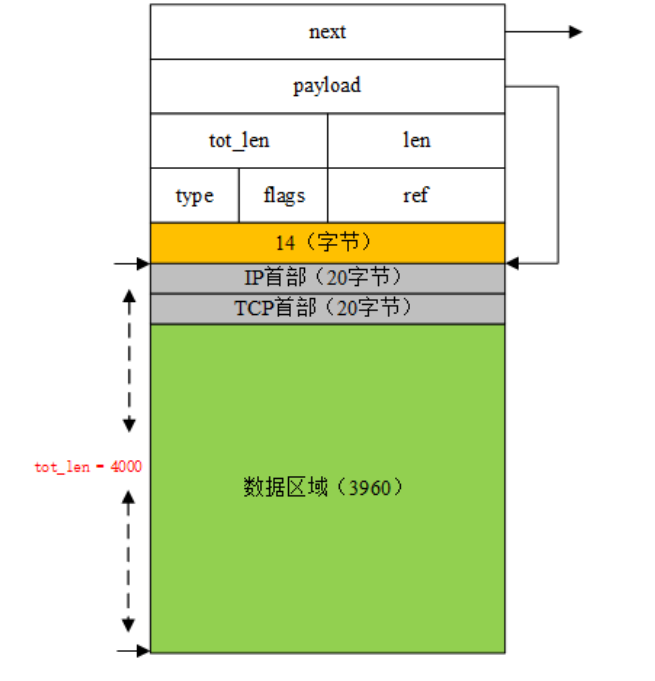 next
payload
tot_len
len
type
flags
ref
14（字节）
IP首部（20字节）
TCP首部（20字节）
tot_len = 4000
数据区域（3960）